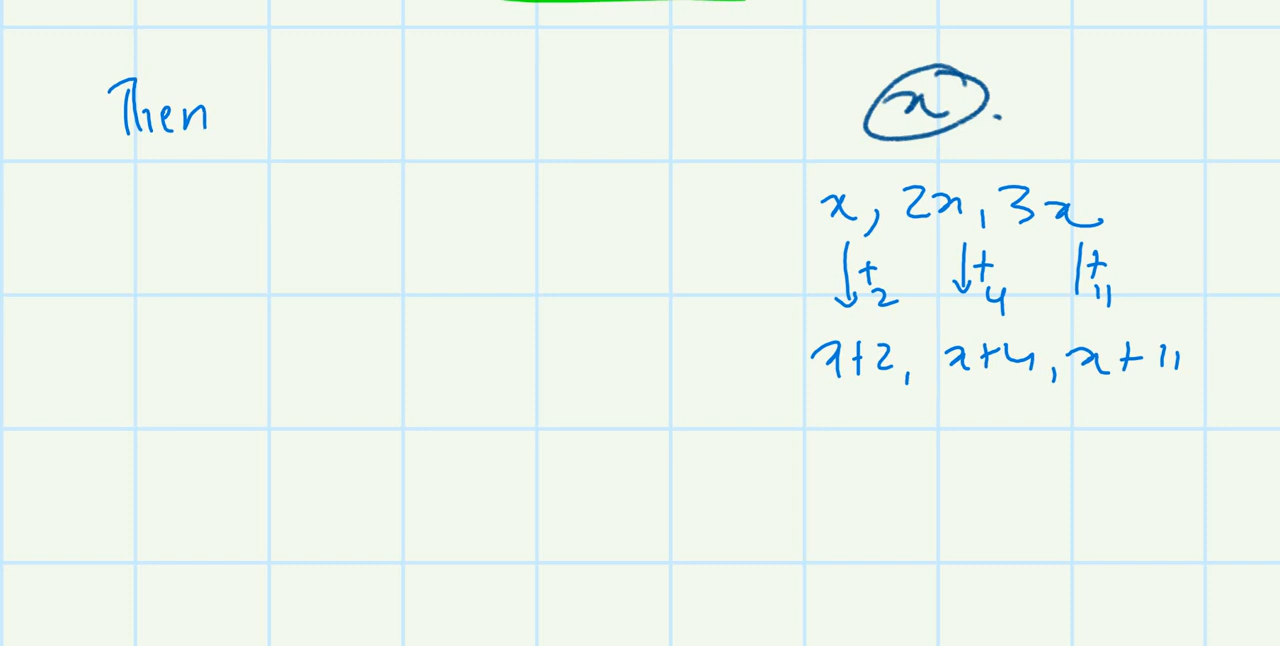 Then
x.
x, 2x, 3x
+2 +4 +11
x+2, x+4, x+11